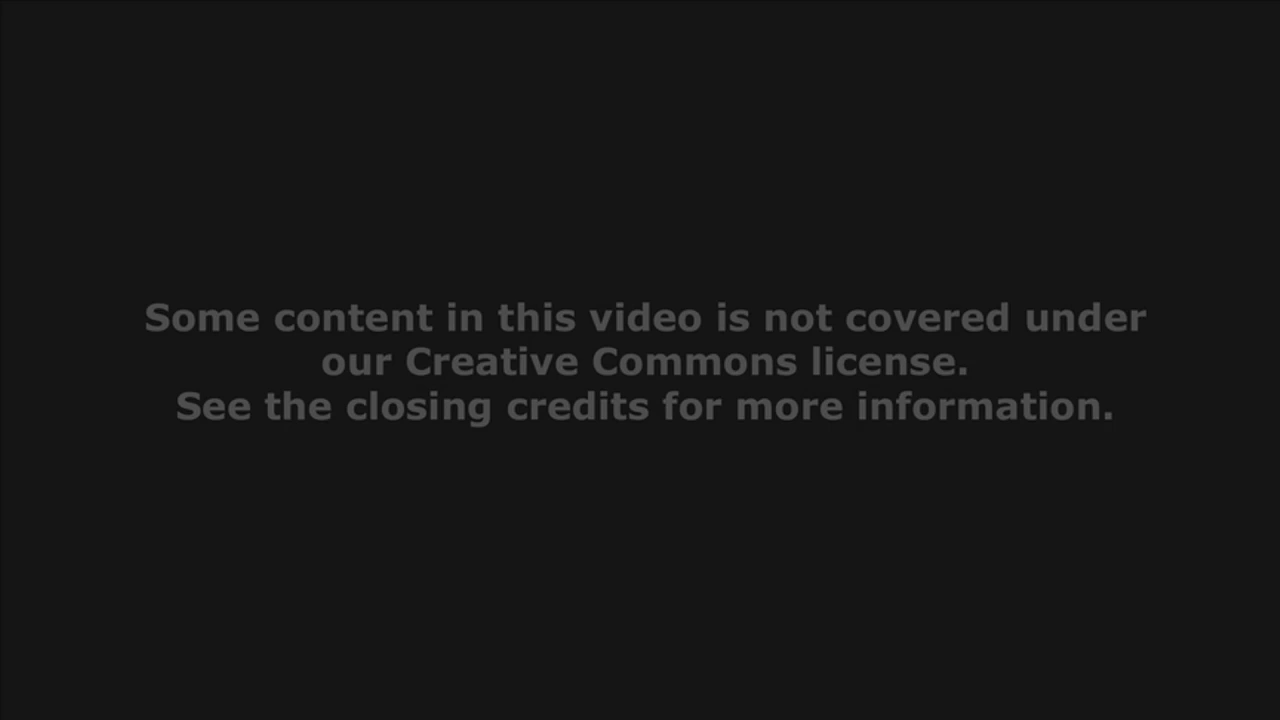 Some content in this video is not covered under
our Creative Commons license.
See the closing credits for more information.